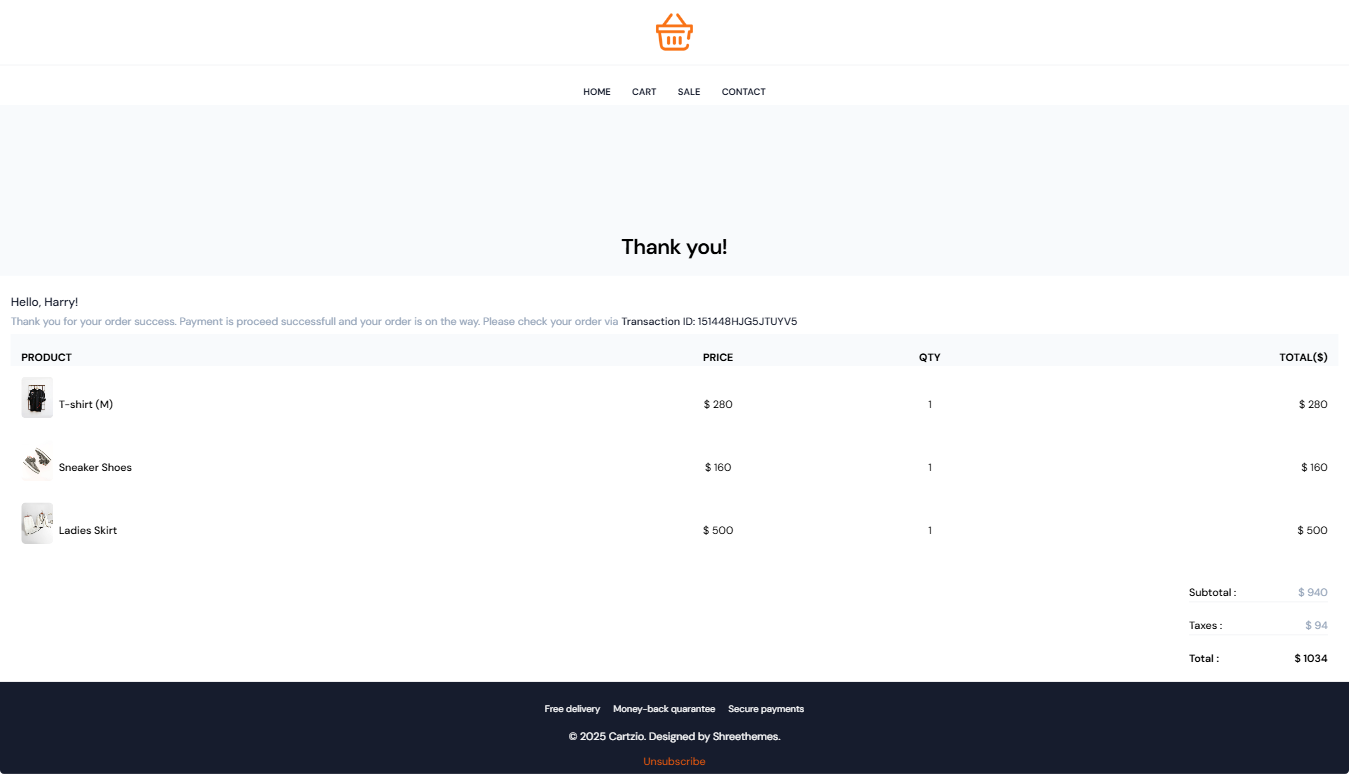 HOME CART SALE CONTACT
Thank you!
Hello, Harry!
Thank you for your order success. Payment is proceed successfull and your order is on the way. Please check your order via Transaction ID: 151448HJG5JTUYV5
PRODUCT PRICE QTY TOTAL($)
T-shirt (M) $ 280 1 $ 280
Sneaker Shoes $ 160 1 $ 160
Ladies Skirt $ 500 1 $ 500
Subtotal : $ 940
Taxes : $ 94
Total : $ 1034
Free delivery Money-back quarantee Secure payments
© 2025 Cartzio. Designed by Shreethemes.
Unsubscribe